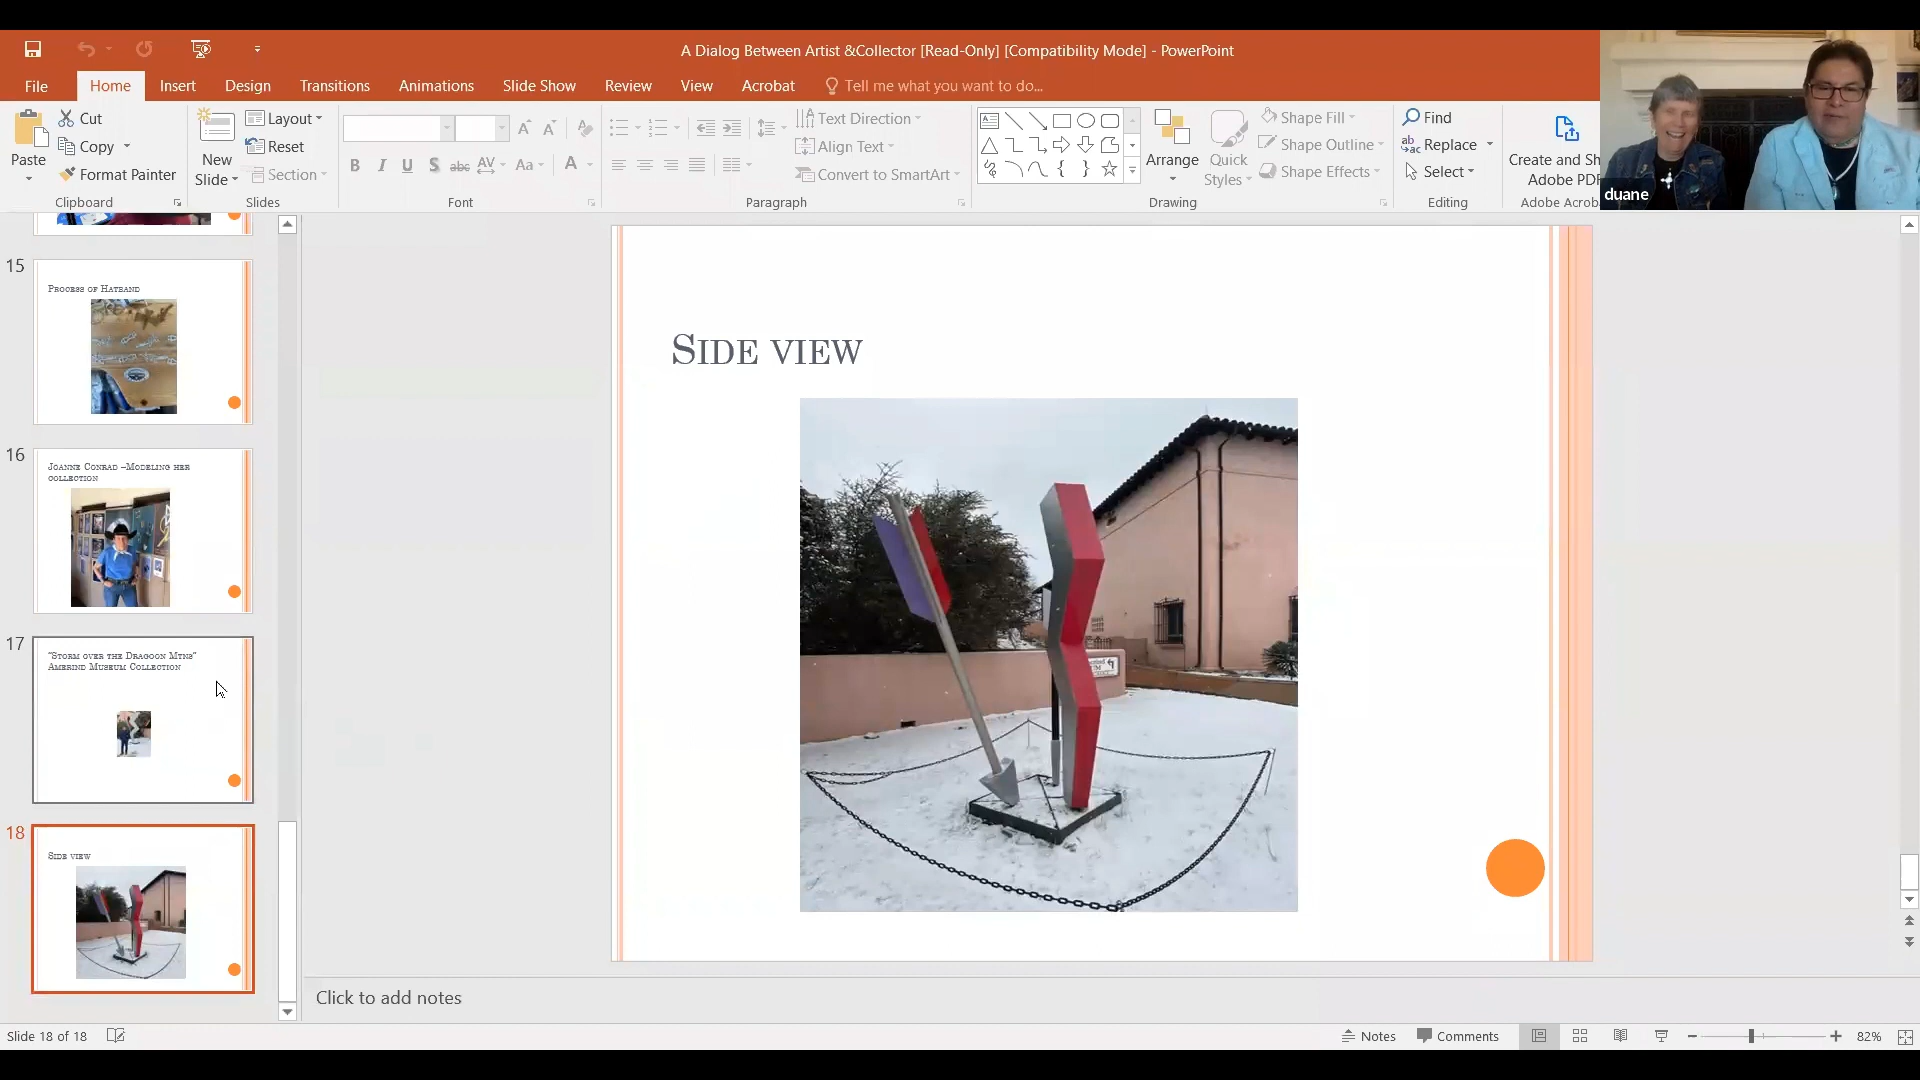 A Dialog Between Artist &Collector [Read-Only] [Compatibility Mode] - PowerPoint
File Home Insert Design Transitions Animations Slide Show Review View Acrobat Tell me what you want to do...
Paste
Cut
Copy
Format Painter
Clipboard
New Slide
Layout
Reset
Section
Slides
B I U S abc AV Aa A
Font
Text Direction
Align Text
Convert to SmartArt
Paragraph
Arrange
Quick Styles
Shape Fill
Shape Outline
Shape Effects
Drawing
Find
Replace
Select
Editing
Create and Sh
Adobe PDF
Adobe Acrob
duane
15
Process of Hatband
16
Joanne Conrad –Modeling her
collection
17
"Storm over the Dragoon Mtns"
Amerind Museum Collection
18
Side view
Side view
Click to add notes
Slide 18 of 18
Notes Comments 82%